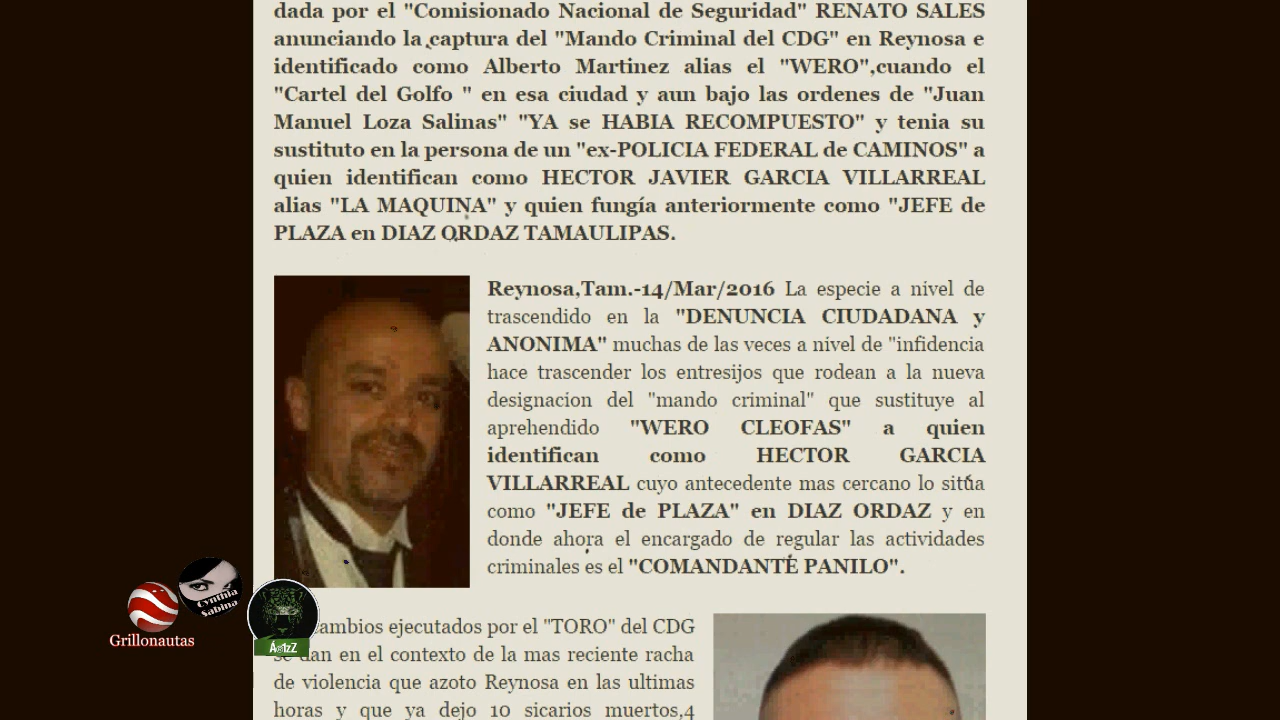 dada por el "Comisionado Nacional de Seguridad" RENATO SALES
anunciando la captura del "Mando Criminal del CDG" en Reynosa e
identificado como Alberto Martinez alias el "WERO",cuando el
"Cartel del Golfo " en esa ciudad y aun bajo las ordenes de "Juan
Manuel Loza Salinas" "YA se HABIA RECOMPUESTO" y tenia su
sustituto en la persona de un "ex-POLICIA FEDERAL de CAMINOS" a
quien identifican como HECTOR JAVIER GARCIA VILLARREAL
alias "LA MAQUINA" y quien fungía anteriormente como "JEFE de
PLAZA en DIAZ ORDAZ TAMAULIPAS.
Reynosa,Tam.-14/Mar/2016 La especie a nivel de
trascendido en la "DENUNCIA CIUDADANA y
ANONIMA" muchas de las veces a nivel de "infidencia
hace trascender los entresijos que rodean a la nueva
designacion del "mando criminal" que sustituye al
aprehendido "WERO CLEOFAS" a quien
identifican como HECTOR GARCIA
VILLARREAL cuyo antecedente mas cercano lo sitúa
como "JEFE de PLAZA" en DIAZ ORDAZ y en
donde ahora el encargado de regular las actividades
criminales es el "COMANDANTE PANILO".
ambios ejecutados por el "TORO" del CDG
se dan en el contexto de la mas reciente racha
de violencia que azoto Reynosa en las ultimas
horas y que ya dejo 10 sicarios muertos,4
Cynthia
Sabina
Grillonautas